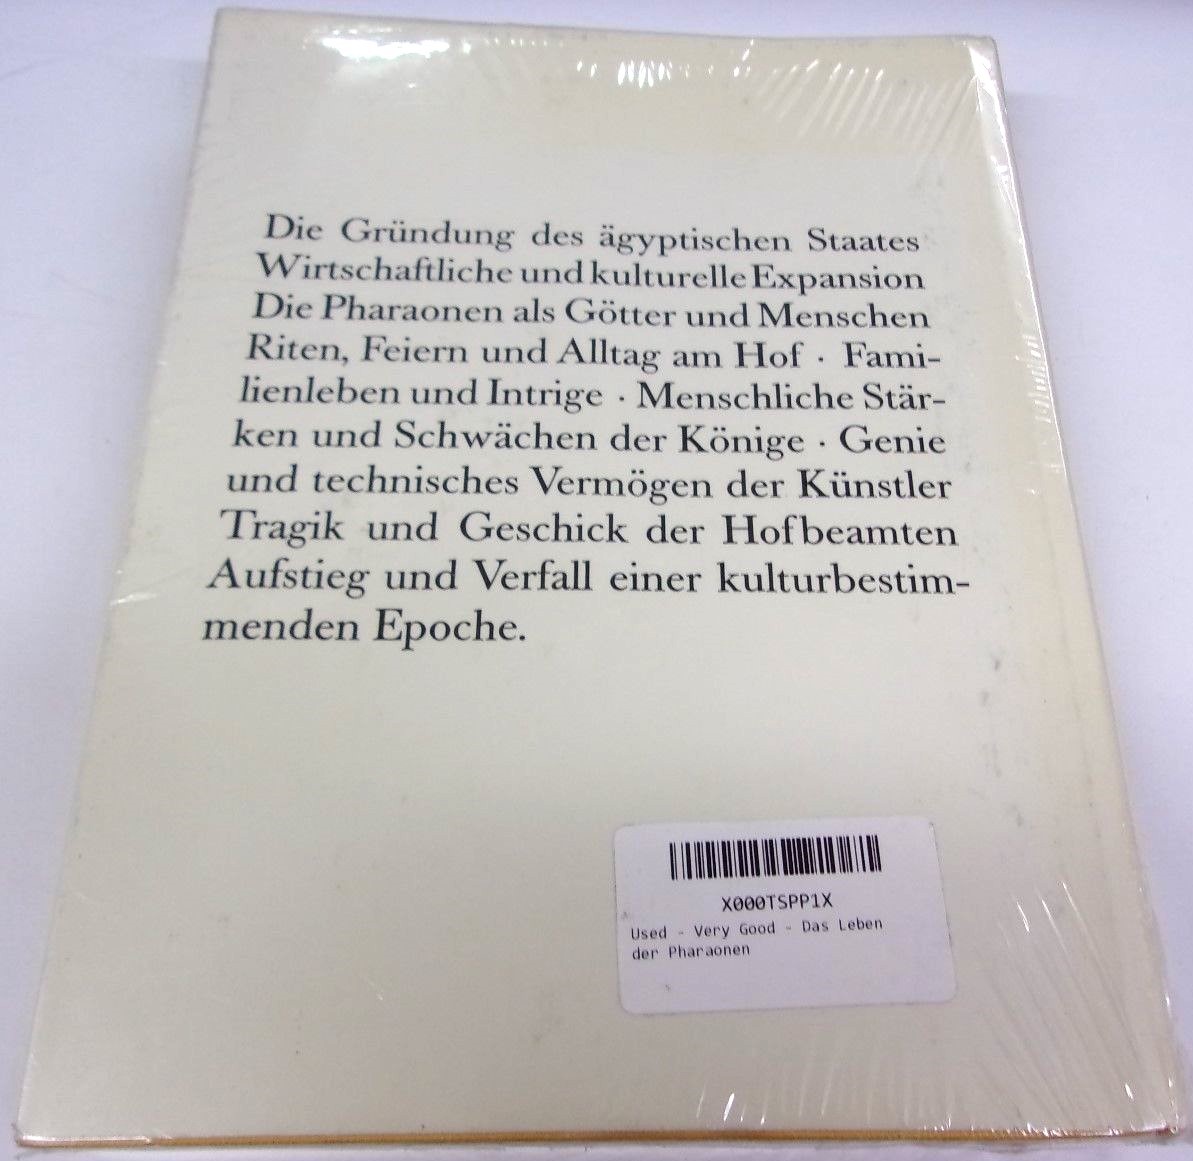 Die Gründung des ägyptischen Staates
Wirtschaftliche und kulturelle Expansion
Die Pharaonen als Götter und Menschen
Riten, Feiern und Alltag am Hof · Fami-
lienleben und Intrige · Menschliche Stär-
ken und Schwächen der Könige · Genie
und technisches Vermögen der Künstler
Tragik und Geschick der Hofbeamten
Aufstieg und Verfall einer kulturbestim-
menden Epoche.
X000TSPP1X
Used - Very Good - Das Leben
der Pharaonen